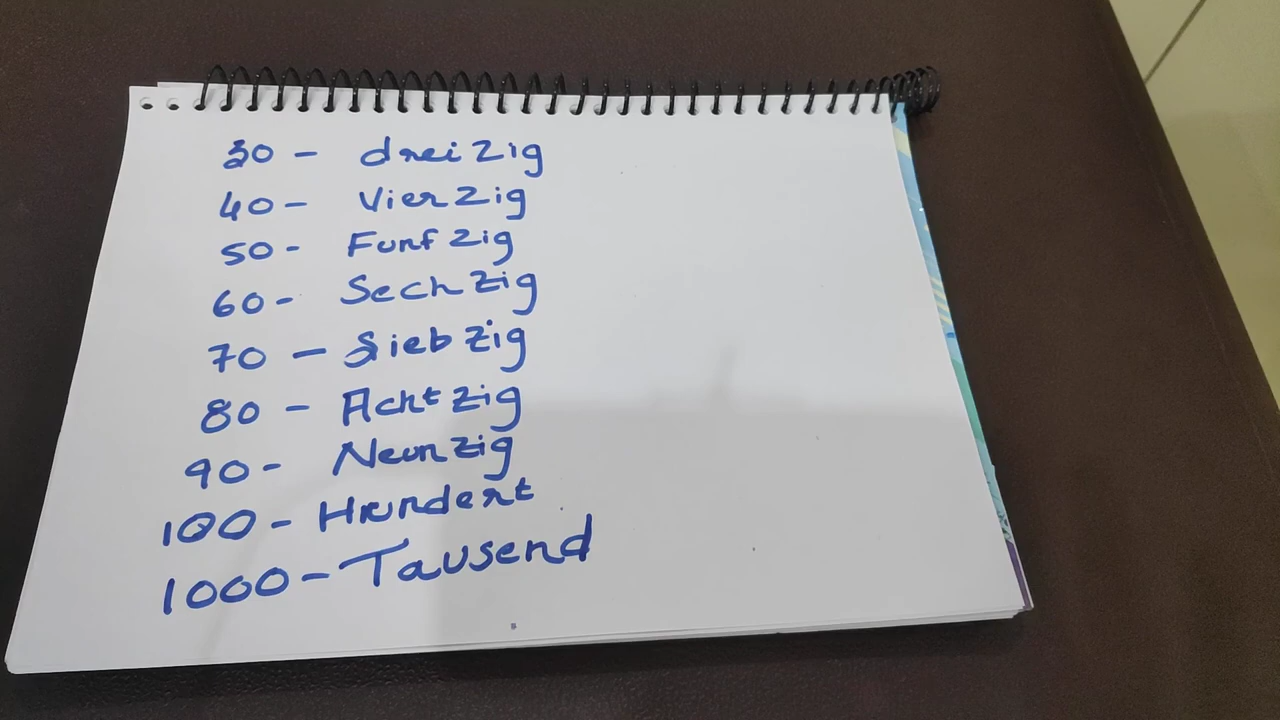 30 - dreizig
40 - Vierzig
50 - Funfzig
60 - Sechzig
70 - Siebzig
80 - Achtzig
90 - Neunzig
100 - Hundert
1000 - Tausend